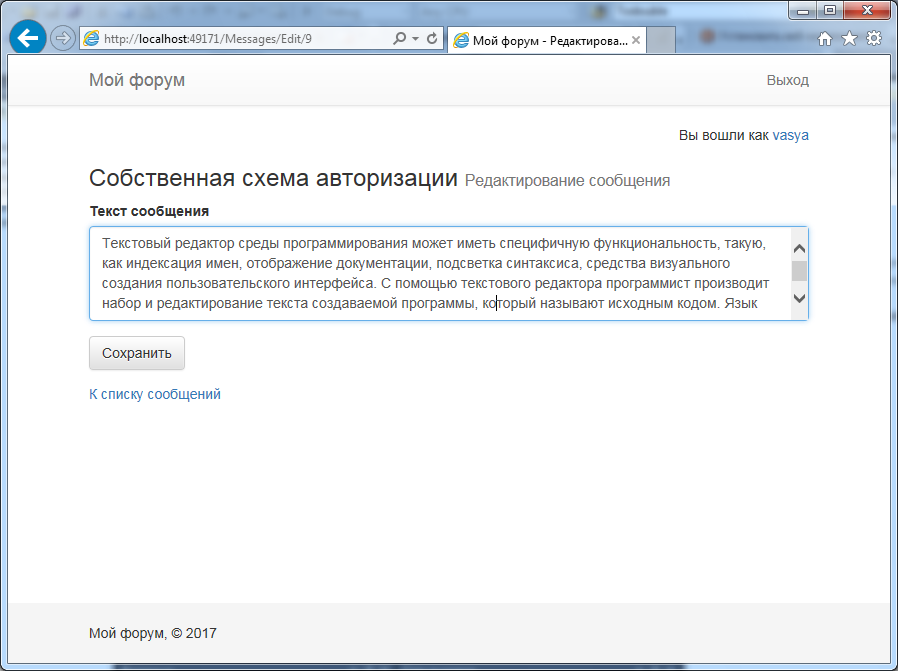 http://localhost:49171/Messages/Edit/9
Мой форум - Редактирова...
Мой форум
Выход
Вы вошли как vasya
Собственная схема авторизации Редактирование сообщения
Текст сообщения
Текстовый редактор среды программирования может иметь специфичную функциональность, такую,
как индексация имен, отображение документации, подсветка синтаксиса, средства визуального
создания пользовательского интерфейса. С помощью текстового редактора программист производит
набор и редактирование текста создаваемой программы, который называют исходным кодом. Язык
Сохранить
К списку сообщений
Мой форум, © 2017